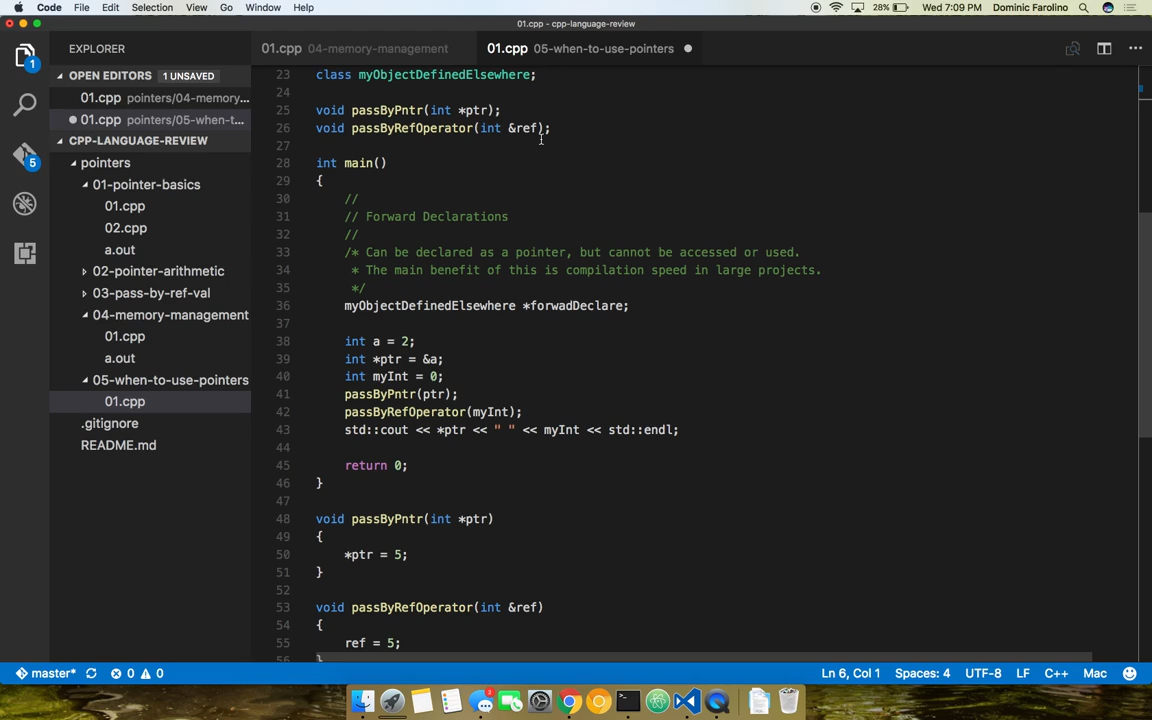 Code File Edit Selection View Go Window Help 28% Wed 7:09 PM Dominic Farolino
01.cpp - cpp-language-review
EXPLORER
01.cpp 04-memory-management
01.cpp 05-when-to-use-pointers
OPEN EDITORS 1 UNSAVED
01.cpp pointers/04-memory...
01.cpp pointers/05-when-t...
CPP-LANGUAGE-REVIEW
pointers
01-pointer-basics
01.cpp
02.cpp
a.out
02-pointer-arithmetic
03-pass-by-ref-val
04-memory-management
01.cpp
a.out
05-when-to-use-pointers
01.cpp
.gitignore
README.md
1
5
23 class myObjectDefinedElsewhere;
24
25 void passByPntr(int *ptr);
26 void passByRefOperator(int &ref);
27
28 int main()
29 {
30 //
31 // Forward Declarations
32 //
33 /* Can be declared as a pointer, but cannot be accessed or used.
34 * The main benefit of this is compilation speed in large projects.
35 */
36 myObjectDefinedElsewhere *forwadDeclare;
37
38 int a = 2;
39 int *ptr = &a;
40 int myInt = 0;
41 passByPntr(ptr);
42 passByRefOperator(myInt);
43 std::cout << *ptr << " " << myInt << std::endl;
44
45 return 0;
46 }
47
48 void passByPntr(int *ptr)
49 {
50 *ptr = 5;
51 }
52
53 void passByRefOperator(int &ref)
54 {
55 ref = 5;
56 }
master* 0 0 Ln 6, Col 1 Spaces: 4 UTF-8 LF C++ Mac